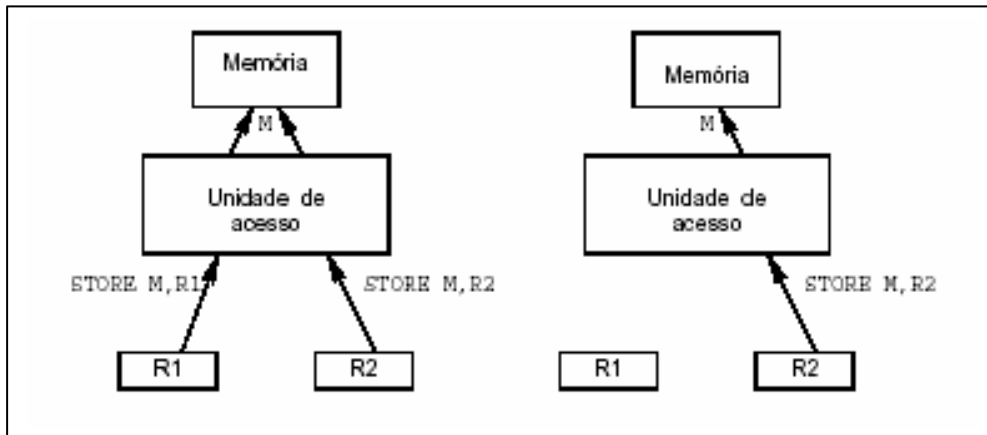 Memória
M
Unidade de
acesso
STORE M,R1
STORE M,R2
R1
R2
Memória
M
Unidade de
acesso
STORE M,R2
R1
R2